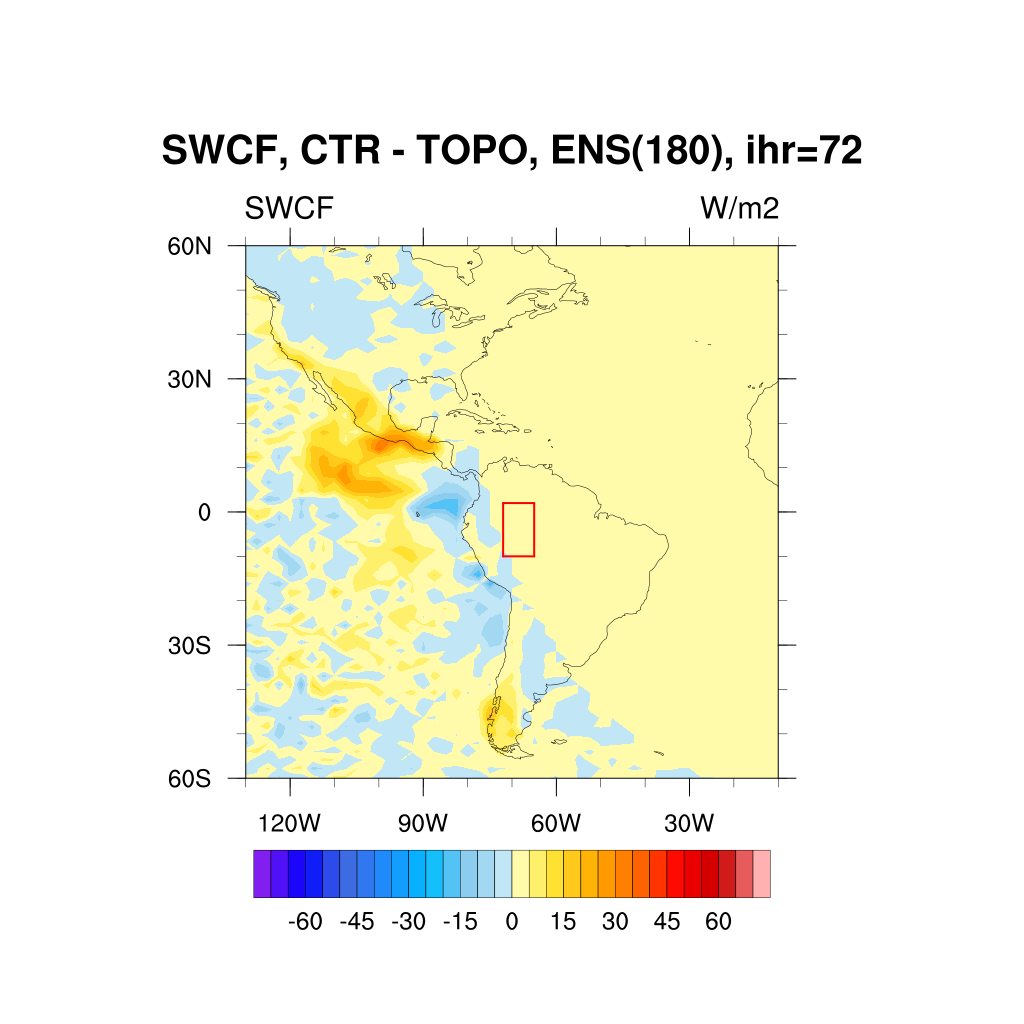 SWCF, CTR - TOPO, ENS(180), ihr=72
SWCF W/m2
60N
30N
0
30S
60S
120W 90W 60W 30W
-60 -45 -30 -15 0 15 30 45 60